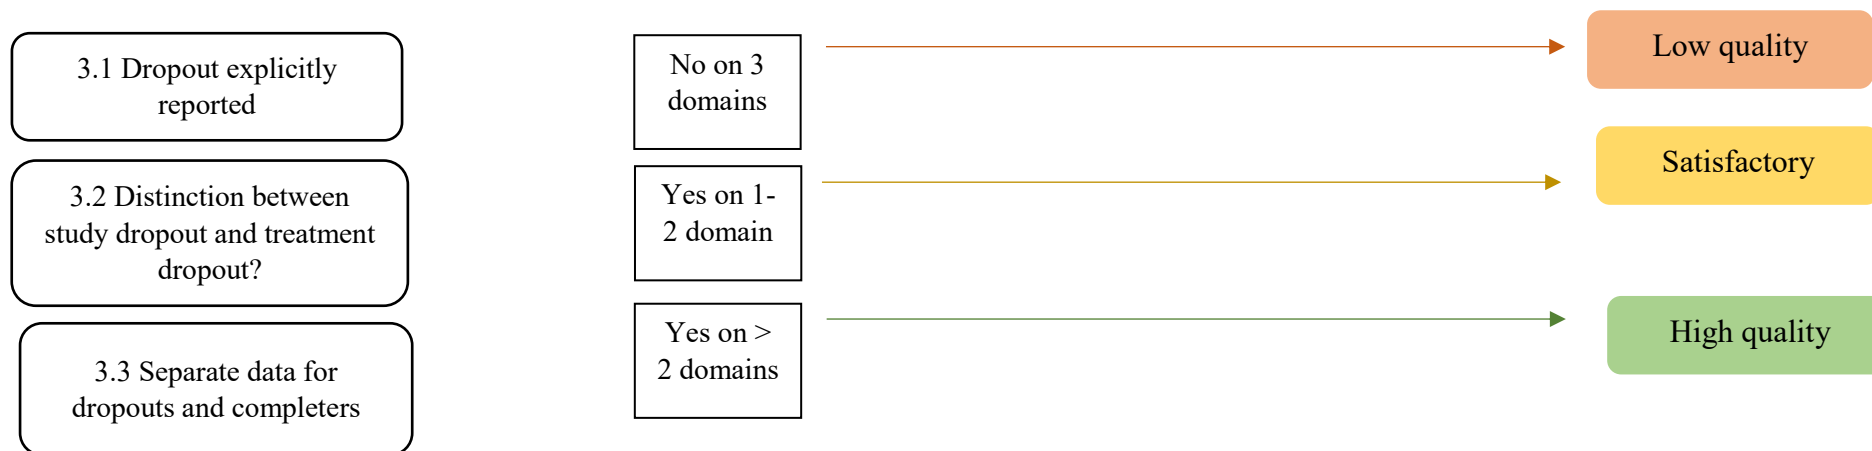 3.1 Dropout explicitly
reported
3.2 Distinction between
study dropout and treatment
dropout?
3.3 Separate data for
dropouts and completers
No on 3
domains
Yes on 1-
2 domain
Yes on >
2 domains
Low quality
Satisfactory
High quality